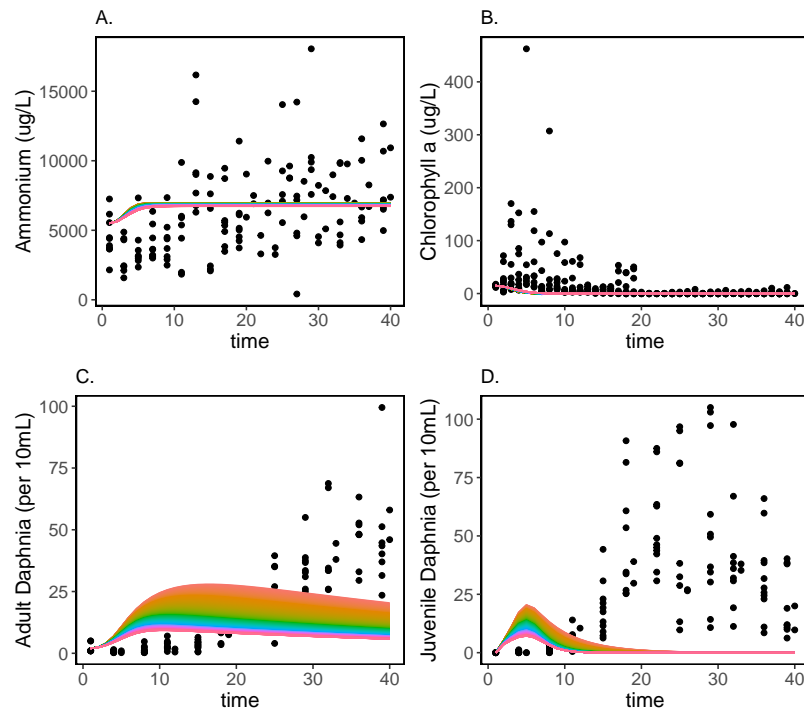 A.
Ammonium (ug/L)
15000
10000
5000
0
0 10 20 30 40
time
B.
Chlorophyll a (ug/L)
400
300
200
100
0
0 10 20 30 40
time
C.
Adult Daphnia (per 10mL)
100
75
50
25
0
0 10 20 30 40
time
D.
Juvenile Daphnia (per 10mL)
100
75
50
25
0
0 10 20 30 40
time